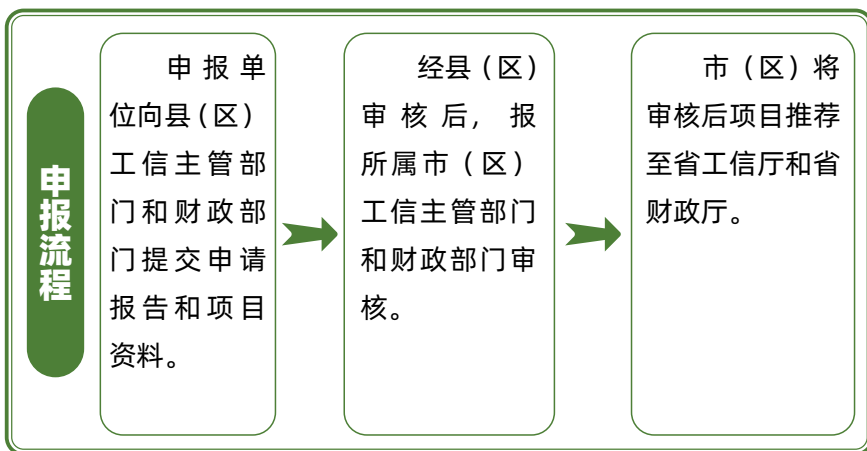 申报流程
申报单
位向县（区）
工信主管部
门和财政部
门提交申请
报告和项目
资料。
经县（区）
审核后，报
所属市（区）
工信主管部门
和财政部门审
核。
市（区）将
审核后项目推荐
至省工信厅和省
财政厅。